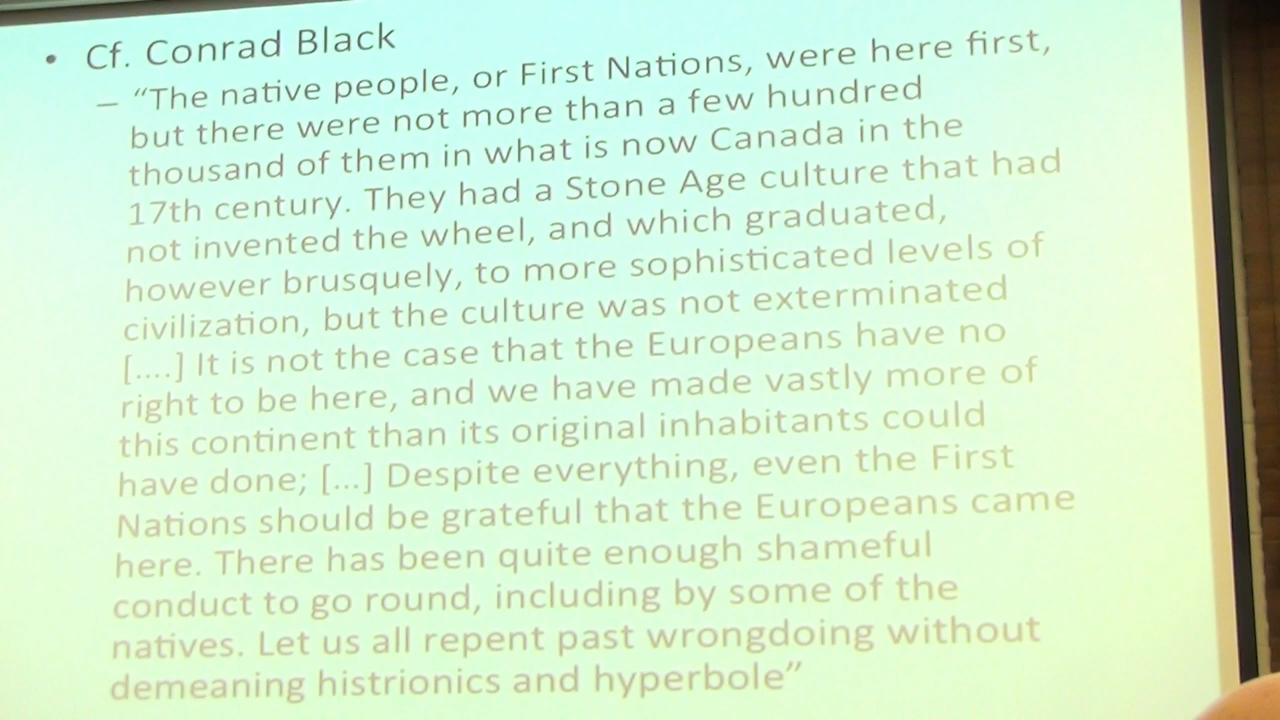 • Cf. Conrad Black
– “The native people, or First Nations, were here first,
but there were not more than a few hundred
thousand of them in what is now Canada in the
17th century. They had a Stone Age culture that had
not invented the wheel, and which graduated,
however brusquely, to more sophisticated levels of
civilization, but the culture was not exterminated
[....] It is not the case that the Europeans have no
right to be here, and we have made vastly more of
this continent than its original inhabitants could
have done; [...] Despite everything, even the First
Nations should be grateful that the Europeans came
here. There has been quite enough shameful
conduct to go round, including by some of the
natives. Let us all repent past wrongdoing without
demeaning histrionics and hyperbole”